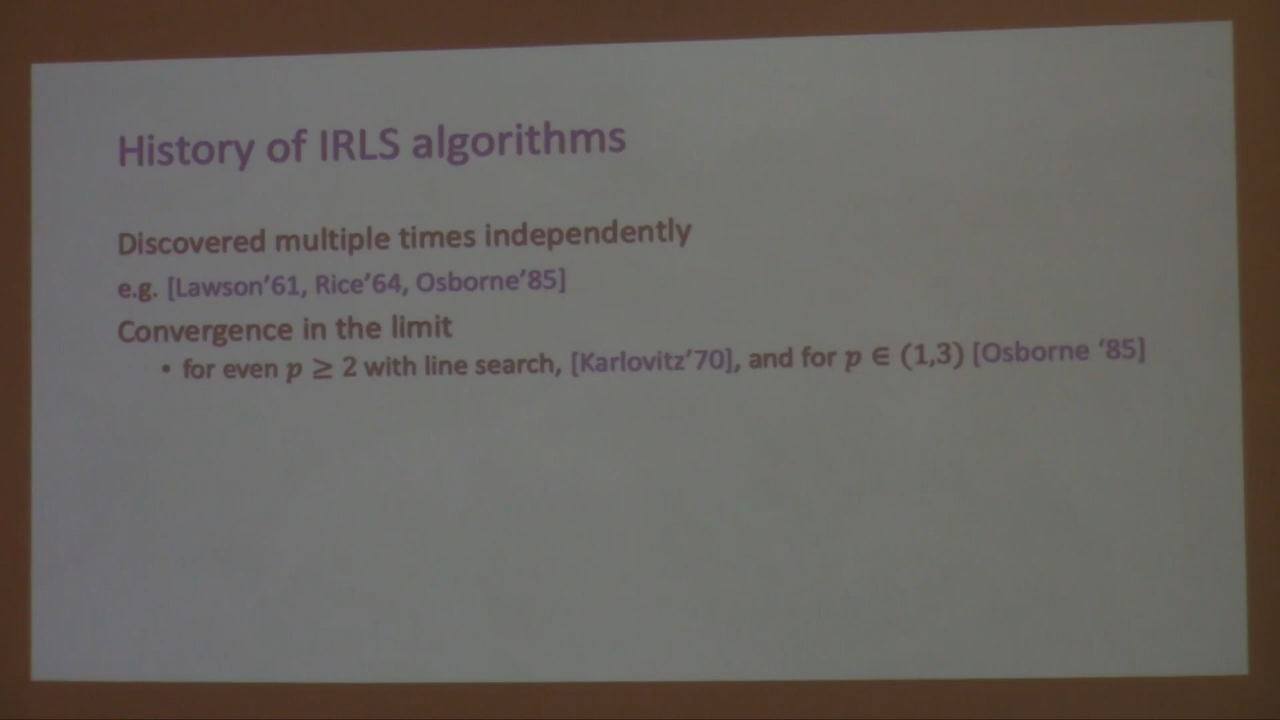 History of IRLS algorithms
Discovered multiple times independently
e.g. [Lawson’61, Rice’64, Osborne’85]
Convergence in the limit
• for even p ≥ 2 with line search, [Karlovitz’70], and for p ∈ (1,3) [Osborne ‘85]